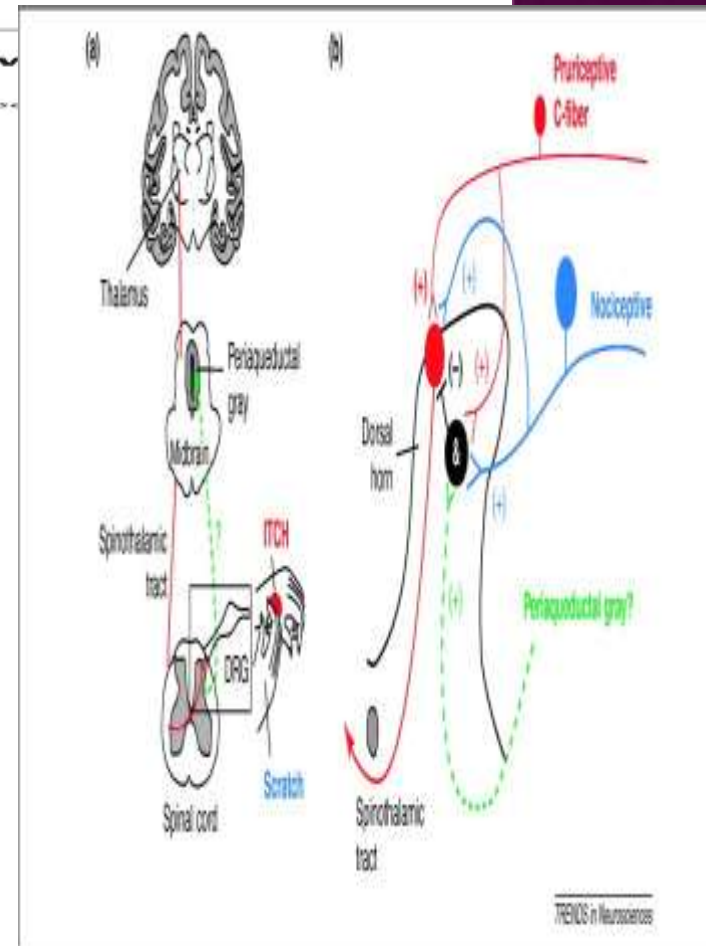 (a)
Thalamus
Periaqueductal
gray
Midbrain
Spinothalamic
tract
?
ITCH
DRG
Scratch
Spinal cord
(b)
Pruriceptive
C-fiber
(+)
(+)
Nociceptive
(-)
(+)
Dorsal
horn
&
(+)
(+)
Periaqueductal gray?
Spinothalamic
tract
TRENDS in Neurosciences